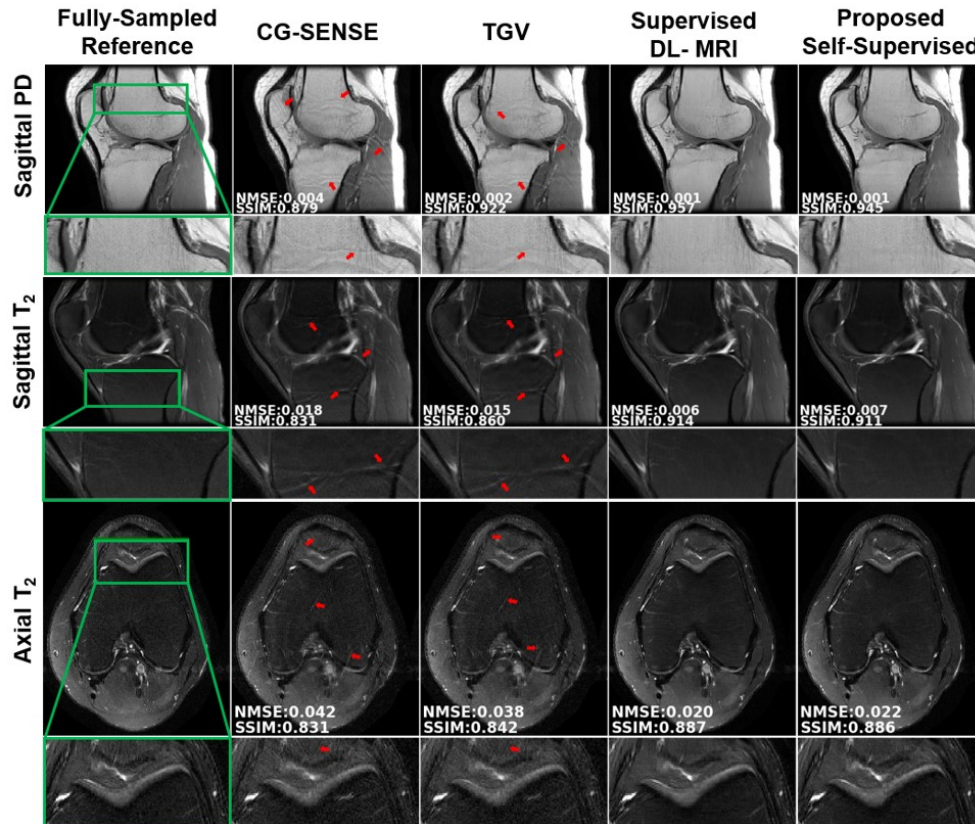 Fully-Sampled
Reference
CG-SENSE
TGV
Supervised
DL- MRI
Proposed
Self-Supervised
Sagittal PD
NMSE:0.004
SSIM:0.879
NMSE:0.002
SSIM:0.922
NMSE:0.001
SSIM:0.957
NMSE:0.001
SSIM:0.945
Sagittal T₂
NMSE:0.018
SSIM:0.831
NMSE:0.015
SSIM:0.860
NMSE:0.006
SSIM:0.914
NMSE:0.007
SSIM:0.911
Axial T₂
NMSE:0.042
SSIM:0.831
NMSE:0.038
SSIM:0.842
NMSE:0.020
SSIM:0.887
NMSE:0.022
SSIM:0.886